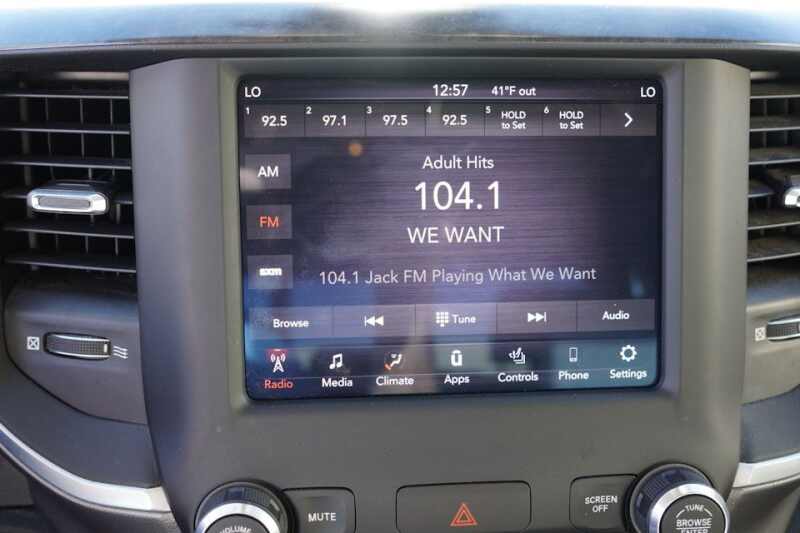 LO 12:57 41°F out LO
1 92.5 2 97.1 3 97.5 4 92.5 5 HOLD to Set 6 HOLD to Set
AM
FM
sxm
Adult Hits
104.1
WE WANT
104.1 Jack FM Playing What We Want
Browse Tune Audio
Radio Media Climate Apps Controls Phone Settings
VOLUME
MUTE
SCREEN
OFF
TUNE
BROWSE
ENTER